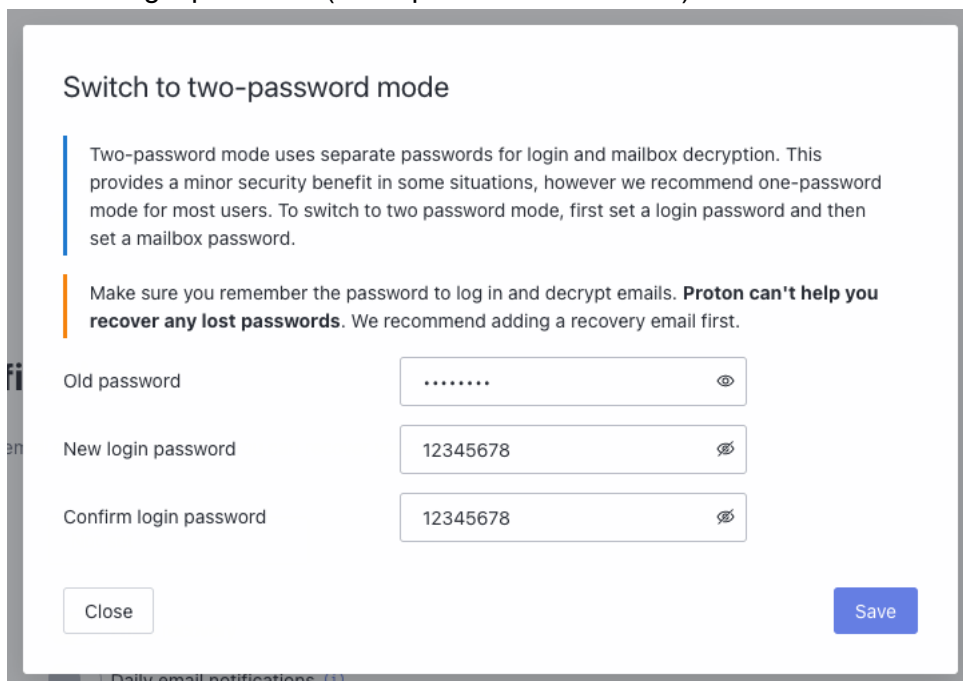 Switch to two-password mode
Two-password mode uses separate passwords for login and mailbox decryption. This
provides a minor security benefit in some situations, however we recommend one-password
mode for most users. To switch to two password mode, first set a login password and then
set a mailbox password.
Make sure you remember the password to log in and decrypt emails. Proton can't help you
recover any lost passwords. We recommend adding a recovery email first.
Old password ••••••••
New login password 12345678
Confirm login password 12345678
Close Save
Daily email notifications